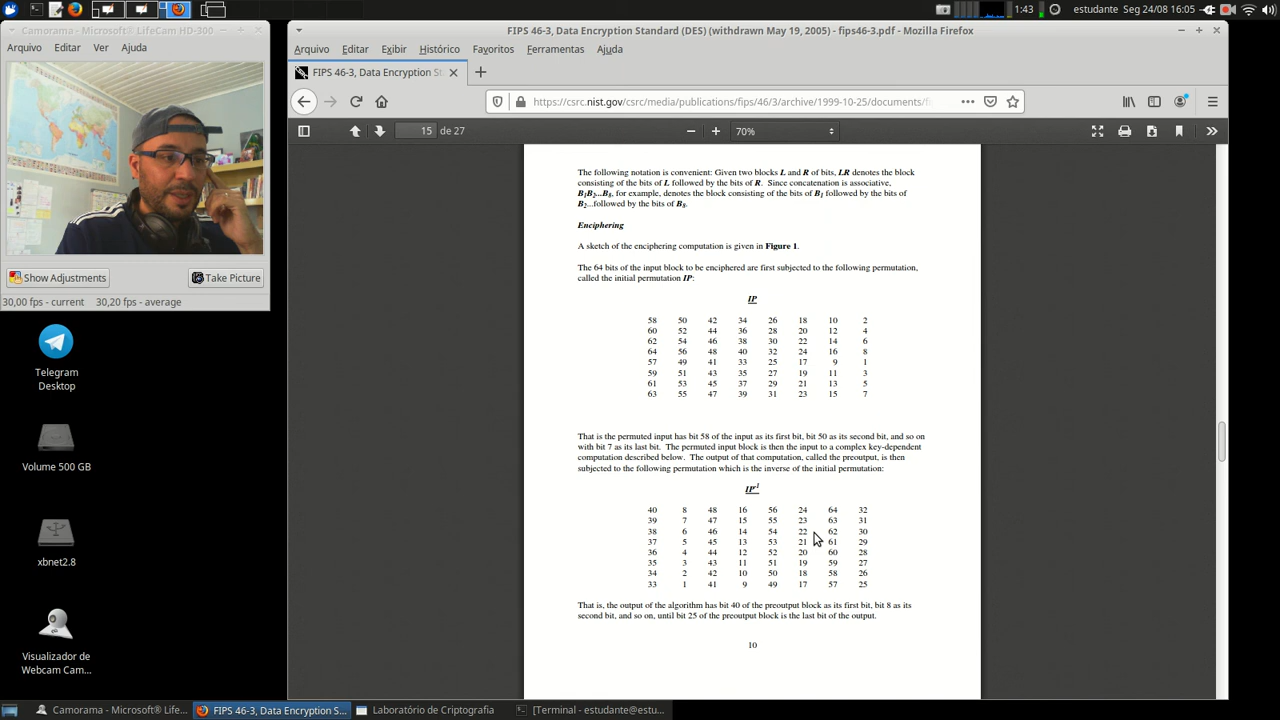 1:43 estudante Seg 24/08 16:05
Camorama - Microsoft® LifeCam HD-300
Arquivo Editar Ver Ajuda
Show Adjustments Take Picture
30,00 fps - current 30,20 fps - average
Telegram
Desktop
Volume 500 GB
xbnet2.8
Visualizador de
Webcam Cam...
FIPS 46-3, Data Encryption Standard (DES) (withdrawn May 19, 2005) - fips46-3.pdf - Mozilla Firefox
Arquivo Editar Exibir Histórico Favoritos Ferramentas Ajuda
FIPS 46-3, Data Encryption St
https://csrc.nist.gov/csrc/media/publications/fips/46/3/archive/1999-10-25/documents/f
15 de 27 70%
The following notation is convenient: Given two blocks L and R of bits, LR denotes the block
consisting of the bits of L followed by the bits of R. Since concatenation is associative,
B1B2...B8, for example, denotes the block consisting of the bits of B1 followed by the bits of
B2...followed by the bits of B8.
Enciphering
A sketch of the enciphering computation is given in Figure 1.
The 64 bits of the input block to be enciphered are first subjected to the following permutation,
called the initial permutation IP:
IP
58 50 42 34 26 18 10 2
60 52 44 36 28 20 12 4
62 54 46 38 30 22 14 6
64 56 48 40 32 24 16 8
57 49 41 33 25 17 9 1
59 51 43 35 27 19 11 3
61 53 45 37 29 21 13 5
63 55 47 39 31 23 15 7
That is the permuted input has bit 58 of the input as its first bit, bit 50 as its second bit, and so on
with bit 7 as its last bit. The permuted input block is then the input to a complex key-dependent
computation described below. The output of that computation, called the preoutput, is then
subjected to the following permutation which is the inverse of the initial permutation:
IP-1
40 8 48 16 56 24 64 32
39 7 47 15 55 23 63 31
38 6 46 14 54 22 62 30
37 5 45 13 53 21 61 29
36 4 44 12 52 20 60 28
35 3 43 11 51 19 59 27
34 2 42 10 50 18 58 26
33 1 41 9 49 17 57 25
That is, the output of the algorithm has bit 40 of the preoutput block as its first bit, bit 8 as its
second bit, and so on, until bit 25 of the preoutput block is the last bit of the output.
10
Camorama - Microsoft® Life... FIPS 46-3, Data Encryption S... Laboratório de Criptografia [Terminal - estudante@estu...